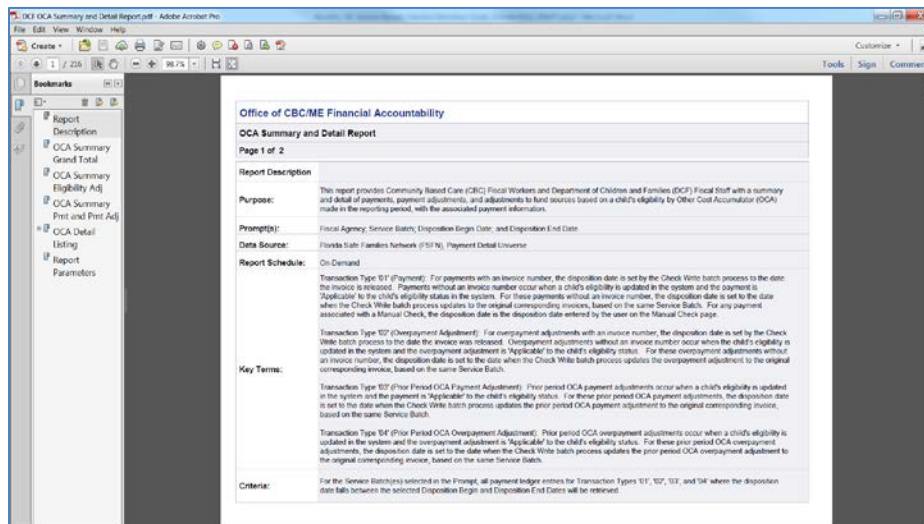 DCF OCA Summary and Detail Report.pdf - Adobe Acrobat Pro
File Edit View Window Help
Create
Customize
1 / 216
98.7%
Tools Sign Comment
Bookmarks
Report
Description
OCA Summary
Grand Total
OCA Summary
Eligibility Adj
OCA Summary
Pmt and Pmt Adj
OCA Detail
Listing
Report
Parameters
Office of CBC/ME Financial Accountability
OCA Summary and Detail Report
Page 1 of 2
Report Description
Purpose:
This report provides Community Based Care (CBC) Fiscal Workers and Department of Children and Families (DCF) Fiscal Staff with a summary
and detail of payments, payment adjustments, and adjustments to fund sources based on a child's eligibility by Other Cost Accumulator (OCA)
made in the reporting period, with the associated payment information.
Prompt(s): Fiscal Agency; Service Batch; Disposition Begin Date; and Disposition End Date
Data Source: Florida Safe Families Network (FSFN), Payment Detail Universe
Report Schedule: On-Demand
Key Terms:
Transaction Type '01' (Payment): For payments with an invoice number, the disposition date is set by the Check Write batch process to the date
the invoice is released. Payments without an invoice number occur when a child's eligibility is updated in the system and the payment is
'Applicable' to the child's eligibility status in the system. For these payments without an invoice number, the disposition date is set to the date
when the Check Write batch process updates to the original corresponding invoices, based on the same Service Batch. For any payment
associated with a Manual Check, the disposition date is the disposition date entered by the user on the Manual Check page.
Transaction Type '02' (Overpayment Adjustment): For overpayment adjustments with an invoice number, the disposition date is set by the Check
Write batch process to the date the invoice was released. Overpayment adjustments without an invoice number occur when the child's eligibility is
updated in the system and the overpayment adjustment is 'Applicable' to the child's eligibility status. For these overpayment adjustments without
an invoice number, the disposition date is set to the date when the Check Write batch process updates the overpayment adjustment to the original
corresponding invoice, based on the same Service Batch.
Transaction Type '03' (Prior Period OCA Payment Adjustment): Prior period OCA payment adjustments occur when a child's eligibility is updated
in the system and the payment is 'Applicable' to the child's eligibility status. For these prior period OCA payment adjustments, the disposition date
is set to the date when the Check Write batch process updates the prior period OCA payment adjustment to the original corresponding invoice,
based on the same Service Batch.
Transaction Type '04' (Prior Period OCA Overpayment Adjustment): Prior period OCA overpayment adjustments occur when a child's eligibility is
updated in the system and the overpayment adjustment is 'Applicable' to the child's eligibility status. For these prior period OCA overpayment
adjustments, the disposition date is set to the date when the Check Write batch process updates the prior period OCA overpayment adjustment to
the original corresponding invoice, based on the same Service Batch.
Criteria:
For the Service Batch(es) selected in the Prompt, all payment ledger entries for Transaction Types '01', '02', '03', and '04' where the disposition
date falls between the selected Disposition Begin and Disposition End Dates will be retrieved.